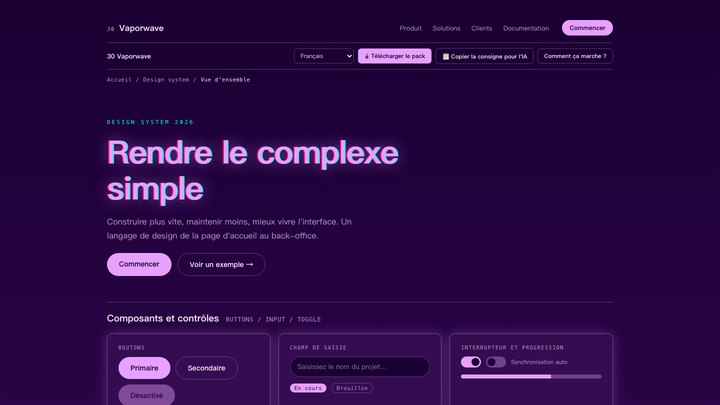 30 Vaporwave
Produit Solutions Clients Documentation Commencer
30 Vaporwave
Français
Télécharger le pack
Copier la consigne pour l'IA
Comment ça marche ?
Accueil / Design system / Vue d'ensemble
DESIGN SYSTEM 2026
Rendre le complexe
simple
Construire plus vite, maintenir moins, mieux vivre l'interface. Un
langage de design de la page d'accueil au back-office.
Commencer
Voir un exemple →
Composants et contrôles BUTTONS / INPUT / TOGGLE
BOUTONS
Primaire
Secondaire
Désactivé
CHAMP DE SAISIE
Saisissez le nom du projet...
En cours
Brouillon
INTERRUPTEUR ET PROGRESSION
Synchronisation auto